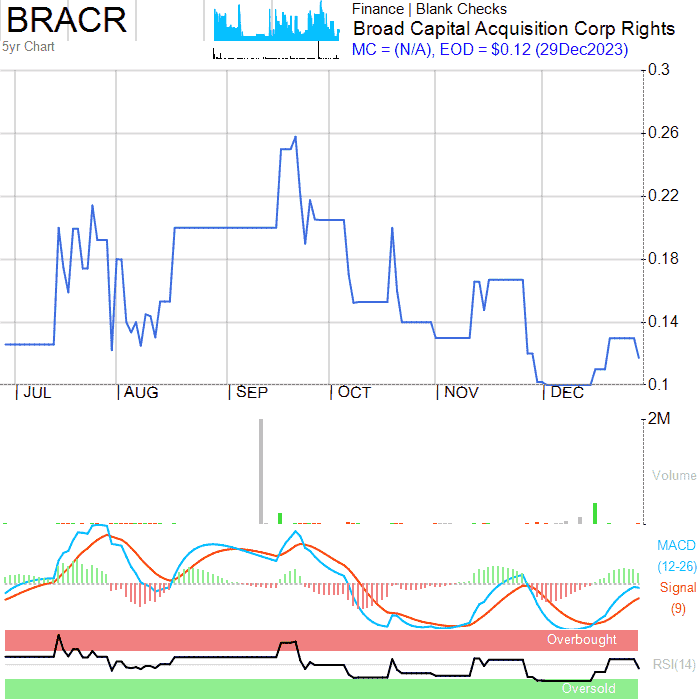 BRACR
5yr Chart
Finance | Blank Checks
Broad Capital Acquisition Corp Rights
MC = (N/A), EOD = $0.12 (29Dec2023)
0.3
0.26
0.22
0.18
0.14
0.1
JUL AUG SEP OCT NOV DEC
2M
Volume
MACD
(12-26)
Signal
(9)
Overbought
RSI(14)
Oversold